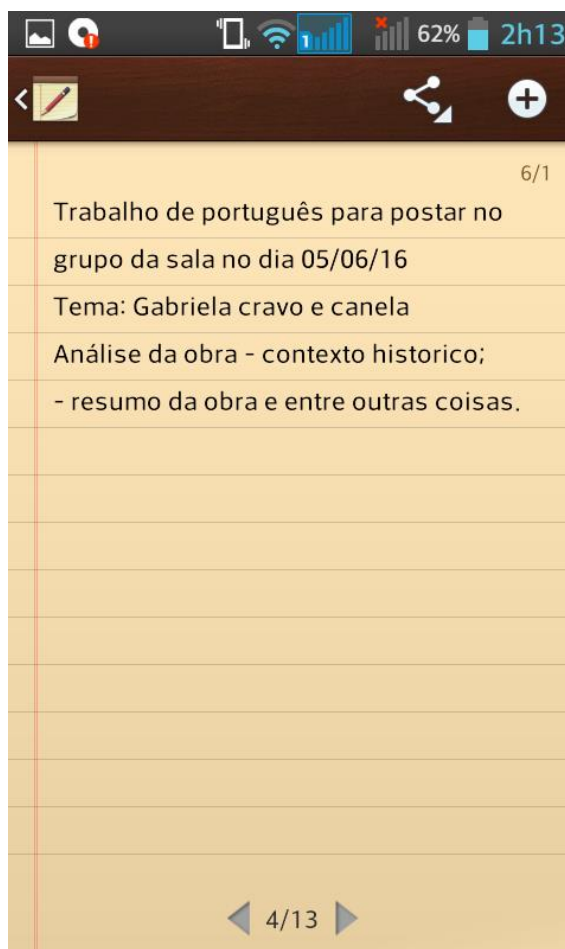 1 62% 2h13
6/1
Trabalho de português para postar no
grupo da sala no dia 05/06/16
Tema: Gabriela cravo e canela
Análise da obra - contexto historico;
- resumo da obra e entre outras coisas.
4/13